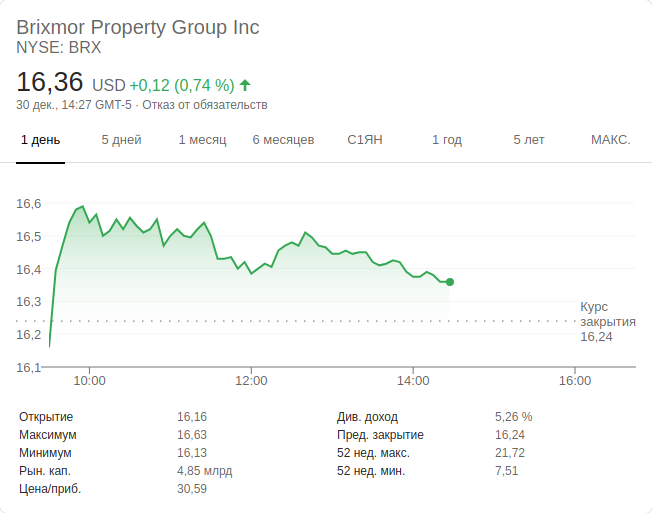 Brixmor Property Group Inc
NYSE: BRX
16,36 USD +0,12 (0,74 %)
30 дек., 14:27 GMT-5 · Отказ от обязательств
1 день 5 дней 1 месяц 6 месяцев С1ЯН 1 год 5 лет МАКС.
16,6
16,5
16,4
16,3
16,2
16,1
Курс
закрытия
16,24
10:00 12:00 14:00 16:00
Открытие 16,16 Див. доход 5,26 %
Максимум 16,63 Пред. закрытие 16,24
Минимум 16,13 52 нед. макс. 21,72
Рын. кап. 4,85 млрд 52 нед. мин. 7,51
Цена/приб. 30,59